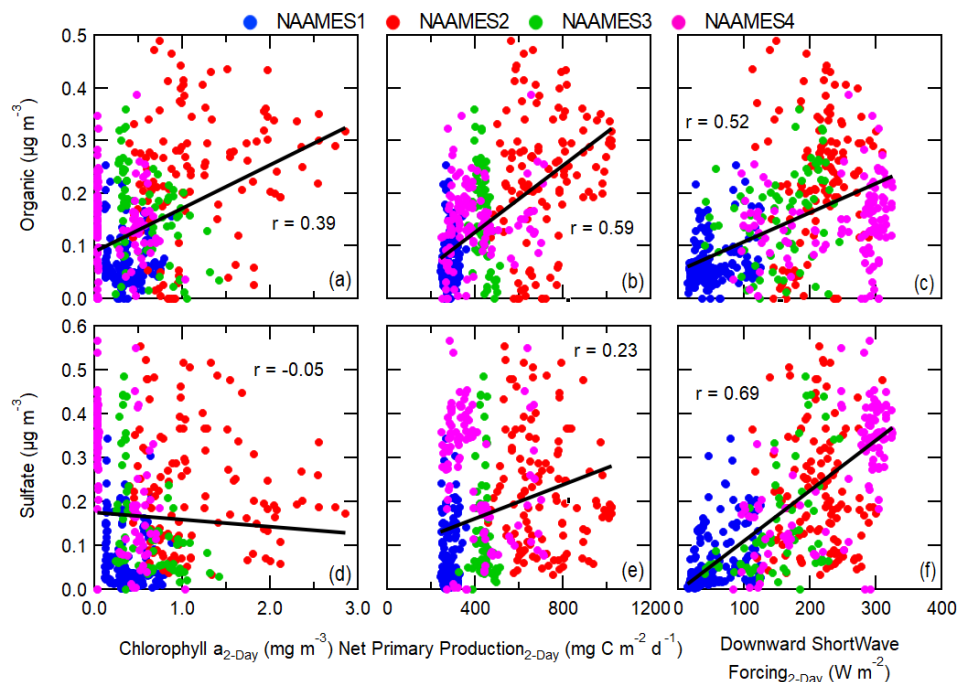 NAAMES1 NAAMES2 NAAMES3 NAAMES4
Organic (µg m⁻³)
0.5
0.4
0.3
0.2
0.1
0.0
r = 0.39
(a)
r = 0.59
(b)
r = 0.52
(c)
Sulfate (µg m⁻³)
0.6
0.5
0.4
0.3
0.2
0.1
0.0
r = -0.05
(d)
r = 0.23
(e)
r = 0.69
(f)
0.0 1.0 2.0 3.0
0 400 800 1200
0 100 200 300 400
Chlorophyll a2-Day (mg m⁻³) Net Primary Production2-Day (mg C m⁻² d⁻¹)
Downward ShortWave
Forcing2-Day (W m⁻²)